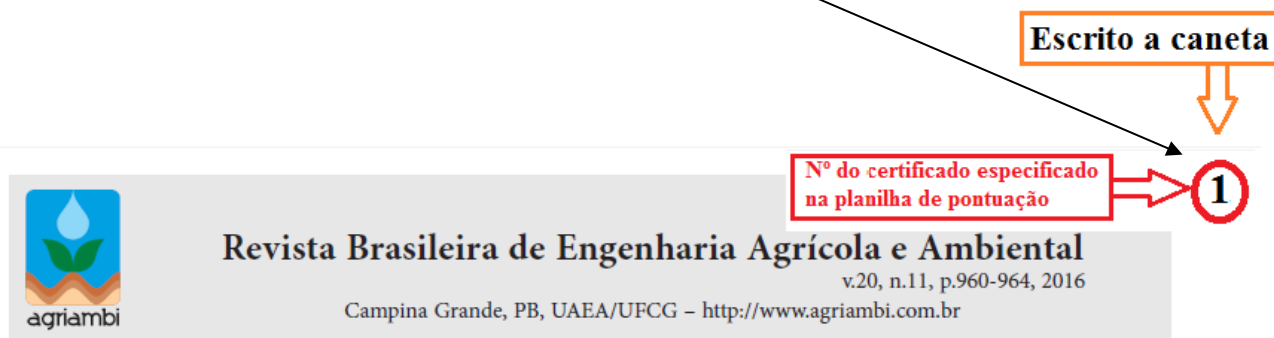 Escrito a caneta
Nº do certificado especificado
na planilha de pontuação
1
Revista Brasileira de Engenharia Agrícola e Ambiental
v.20, n.11, p.960-964, 2016
Campina Grande, PB, UAEA/UFCG – http://www.agriambi.com.br
agriambi